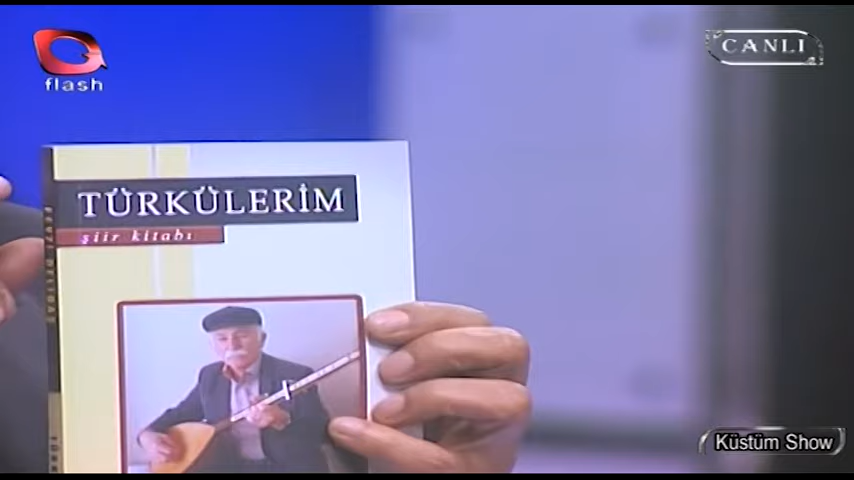 flash
CANLI
TÜRKÜLERİM
şiir kitabı
Küstüm Show